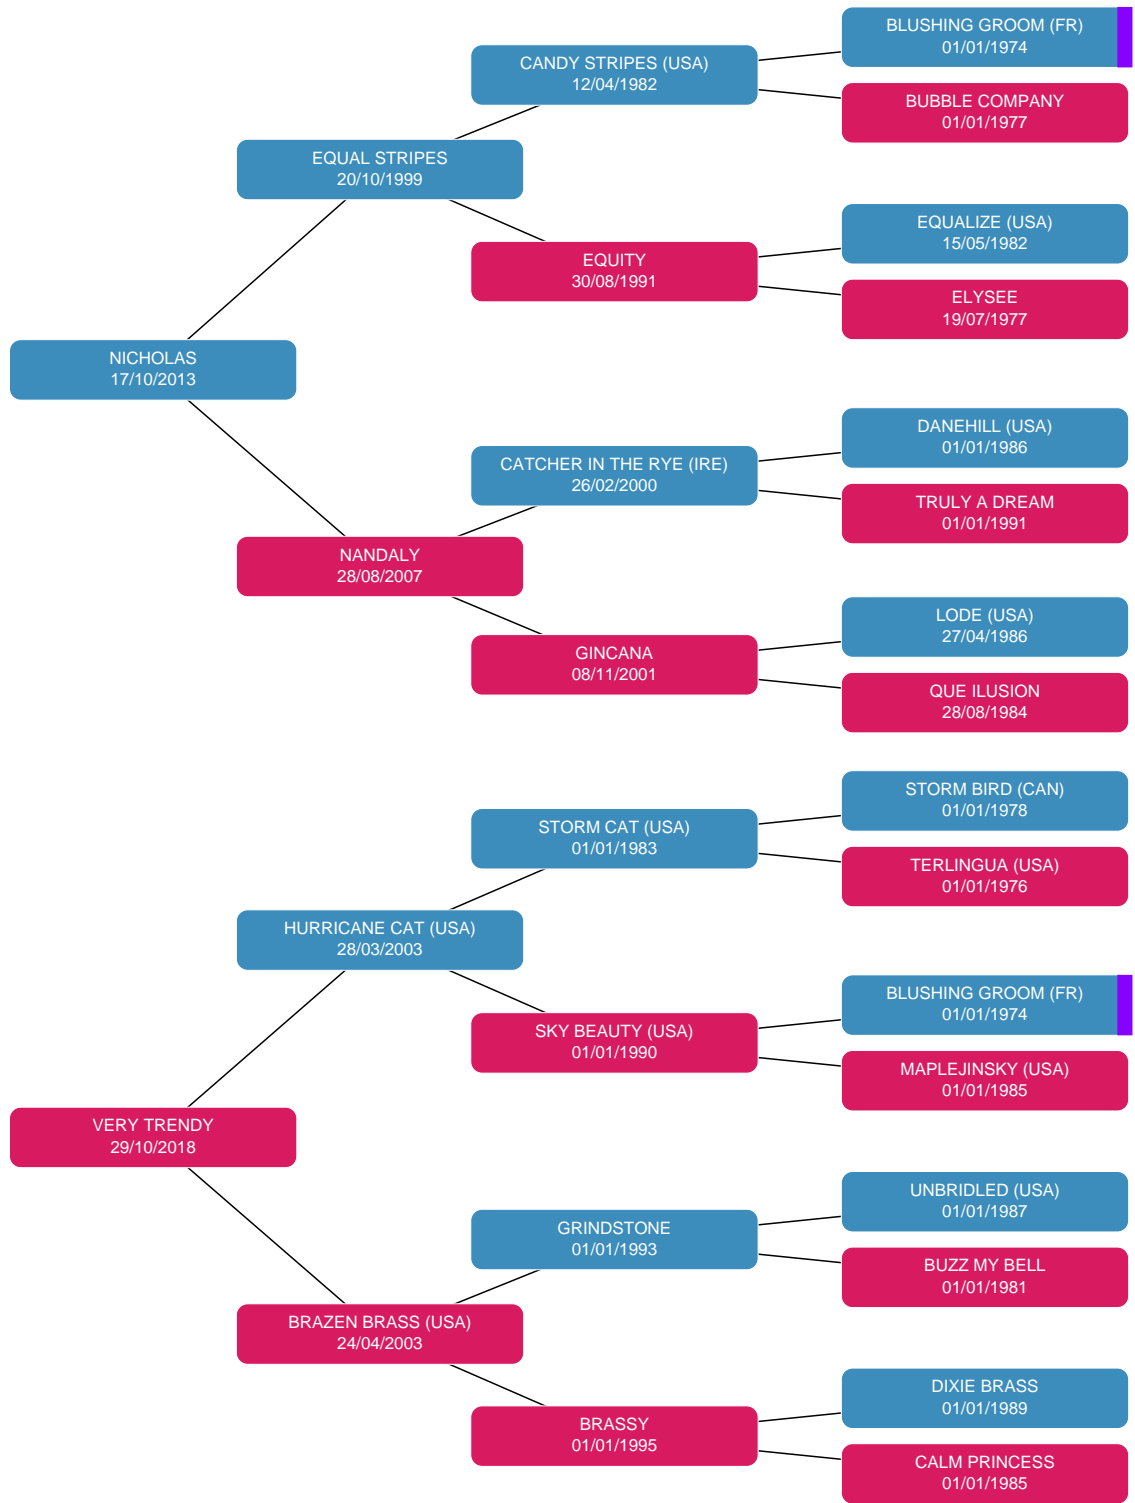 BLUSHING GROOM (FR)
01/01/1974
CANDY STRIPES (USA)
12/04/1982
BUBBLE COMPANY
01/01/1977
EQUAL STRIPES
20/10/1999
EQUALIZE (USA)
15/05/1982
EQUITY
30/08/1991
ELYSEE
19/07/1977
NICHOLAS
17/10/2013
DANEHILL (USA)
01/01/1986
CATCHER IN THE RYE (IRE)
26/02/2000
TRULY A DREAM
01/01/1991
NANDALY
28/08/2007
LODE (USA)
27/04/1986
GINCANA
08/11/2001
QUE ILUSION
28/08/1984
STORM BIRD (CAN)
01/01/1978
STORM CAT (USA)
01/01/1983
TERLINGUA (USA)
01/01/1976
HURRICANE CAT (USA)
28/03/2003
BLUSHING GROOM (FR)
01/01/1974
SKY BEAUTY (USA)
01/01/1990
MAPLEJINSKY (USA)
01/01/1985
VERY TRENDY
29/10/2018
UNBRIDLED (USA)
01/01/1987
GRINDSTONE
01/01/1993
BUZZ MY BELL
01/01/1981
BRAZEN BRASS (USA)
24/04/2003
DIXIE BRASS
01/01/1989
BRASSY
01/01/1995
CALM PRINCESS
01/01/1985